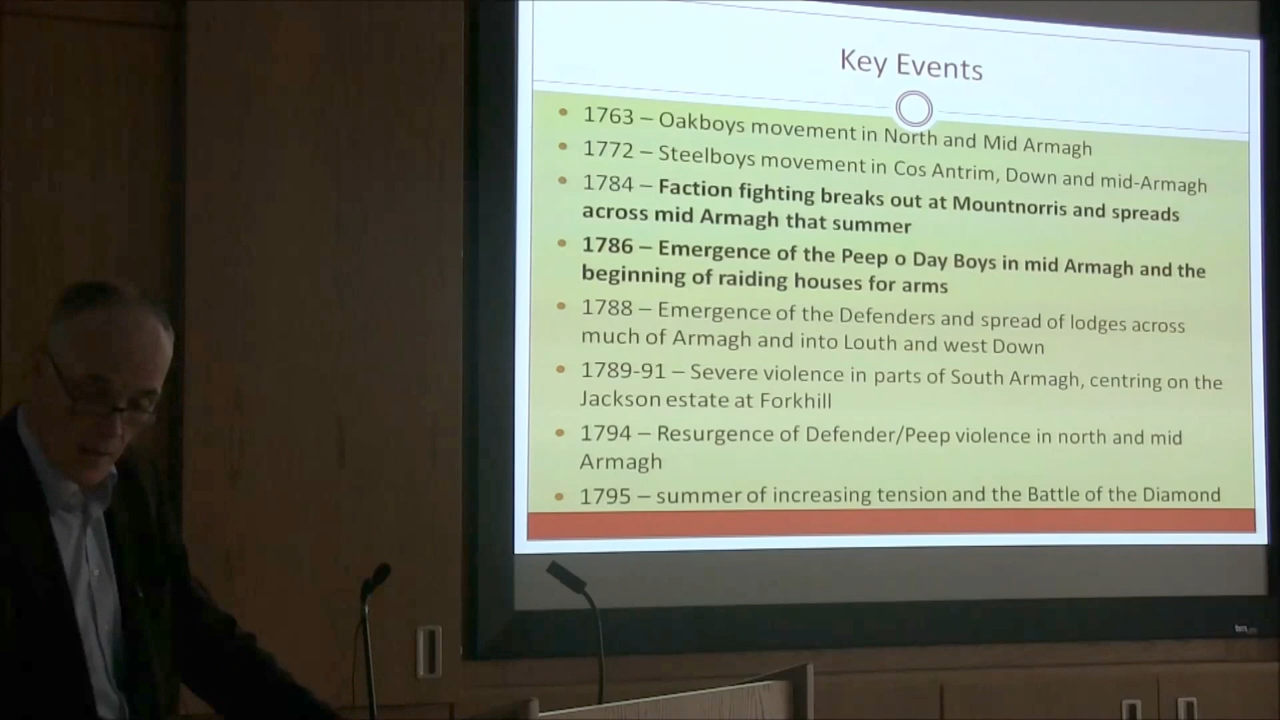 Key Events
• 1763 – Oakboys movement in North and Mid Armagh
• 1772 – Steelboys movement in Cos Antrim, Down and mid-Armagh
• 1784 – Faction fighting breaks out at Mountnorris and spreads
across mid Armagh that summer
• 1786 – Emergence of the Peep o Day Boys in mid Armagh and the
beginning of raiding houses for arms
• 1788 – Emergence of the Defenders and spread of lodges across
much of Armagh and into Louth and west Down
• 1789-91 – Severe violence in parts of South Armagh, centring on the
Jackson estate at Forkhill
• 1794 – Resurgence of Defender/Peep violence in north and mid
Armagh
• 1795 – summer of increasing tension and the Battle of the Diamond